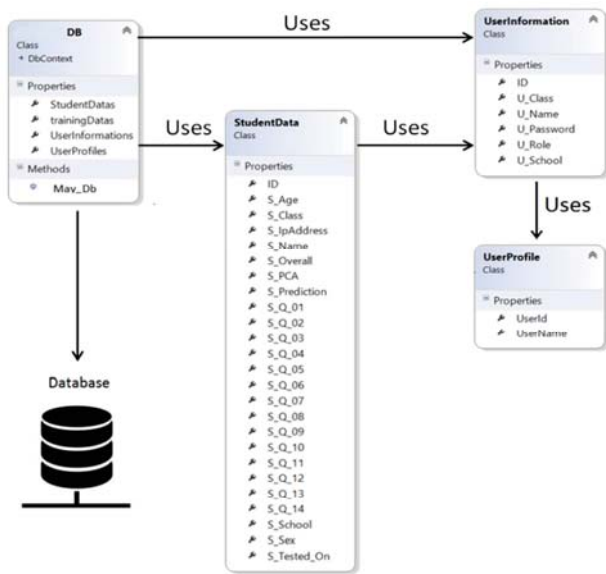 DB
Class
DbContext
Properties
StudentDatas
trainingDatas
UserInformations
UserProfiles
Methods
May_Db
Uses
UserInformation
Class
Properties
ID
U_Class
U_Name
U_Password
U_Role
U_School
Uses
StudentData
Class
Properties
ID
S_Age
S_Class
S_IpAddress
S_Name
S_Overall
S_PCA
S_Prediction
S_Q_01
S_Q_02
S_Q_03
S_Q_04
S_Q_05
S_Q_06
S_Q_07
S_Q_08
S_Q_09
S_Q_10
S_Q_11
S_Q_12
S_Q_13
S_Q_14
S_School
S_Sex
S_Tested_On
Uses
Uses
UserProfile
Class
Properties
UserId
UserName
Database